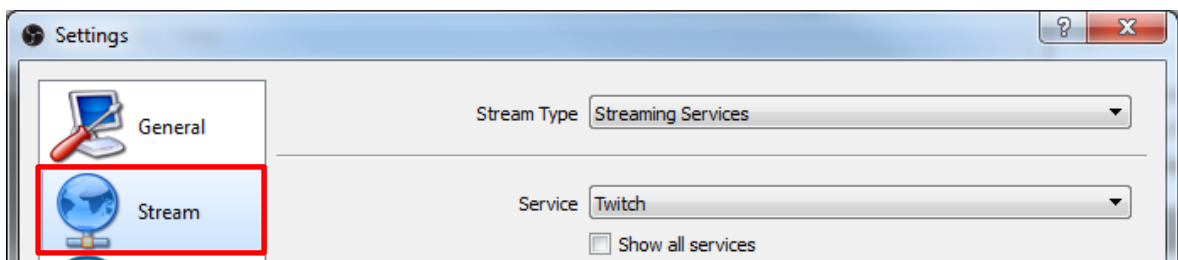 Settings
?
X
General
Stream Type Streaming Services
Stream
Service Twitch
Show all services